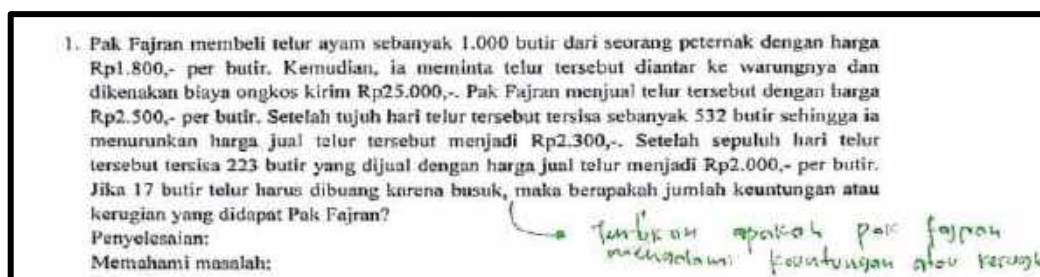 1. Pak Fajran membeli telur ayam sebanyak 1.000 butir dari seorang peternak dengan harga
Rp1.800,- per butir. Kemudian, ia meminta telur tersebut diantar ke warungnya dan
dikenakan biaya ongkos kirim Rp25.000,-. Pak Fajran menjual telur tersebut dengan harga
Rp2.500,- per butir. Setelah tujuh hari telur tersebut tersisa sebanyak 532 butir sehingga ia
menurunkan harga jual telur tersebut menjadi Rp2.300,-. Setelah sepuluh hari telur
tersebut tersisa 223 butir yang dijual dengan harga jual telur menjadi Rp2.000,- per butir.
Jika 17 butir telur harus dibuang karena busuk, maka berapakah jumlah keuntungan atau
kerugian yang didapat Pak Fajran?
apakah pak fajran
Penyelesaian:
mengalami keuntungan atau
Memahami masalah: